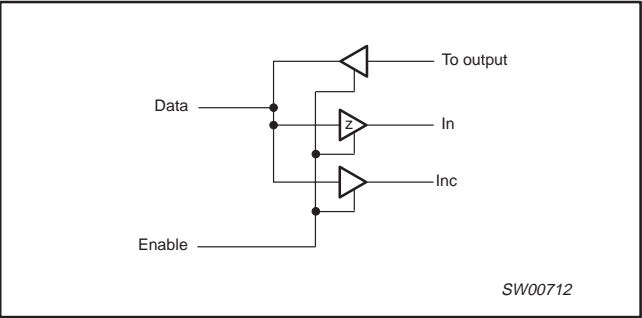 To output
Data
Z
In
Inc
Enable
SW00712